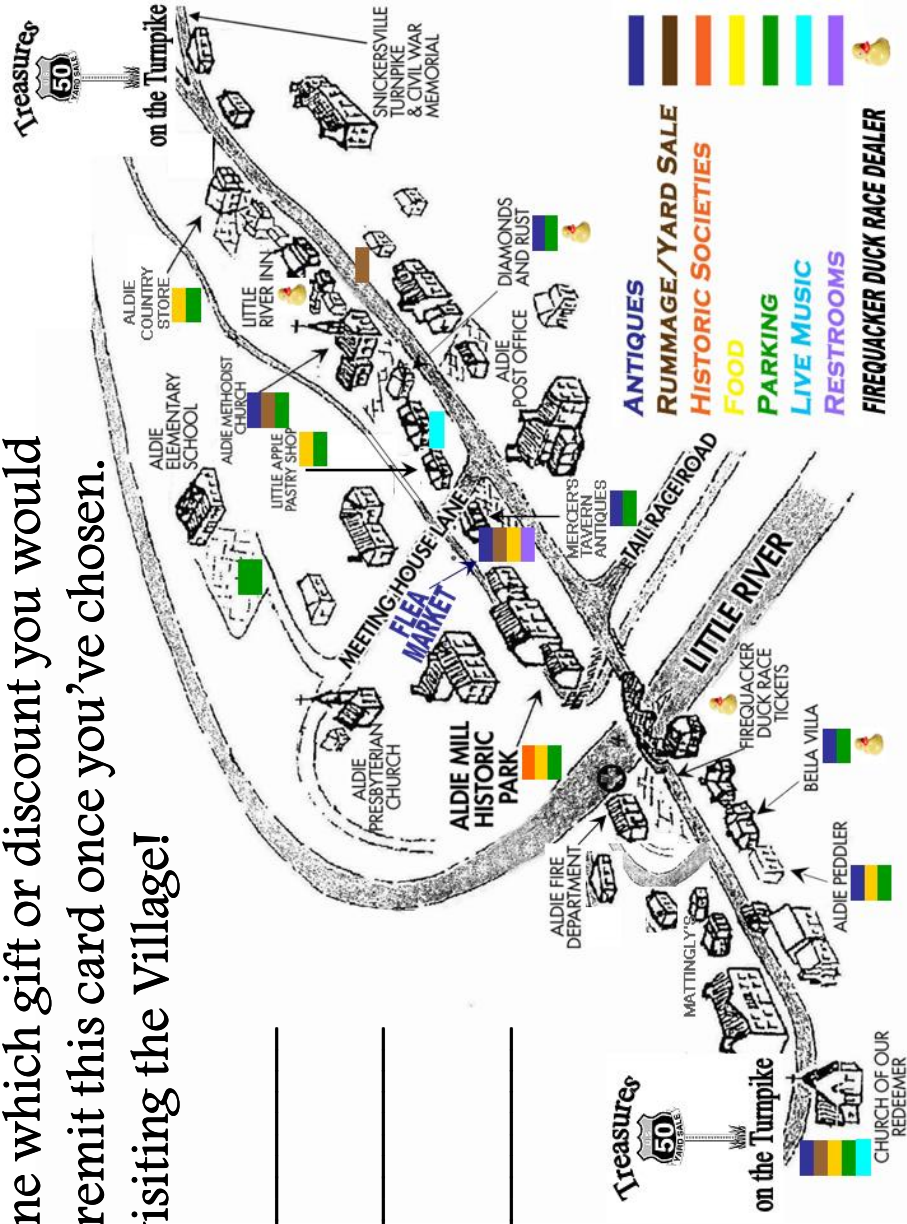 ne which gift or discount you would
remit this card once you've chosen.
isiting the Village!
Treasures
50
YARD SALE
on the Turnpike
SNICKERSVILLE
TURNPIKE
& CIVIL WAR
MEMORIAL
ALDIE
COUNTRY
STORE
LITTLE
RIVER INN
DIAMONDS
AND RUST
ALDIE METHODIST
CHURCH
LITTLE APPLE
PASTRY SHOP
ALDIE
ELEMENTARY
SCHOOL
ALDIE
POST OFFICE
MEETING HOUSE LANE
FLEA
MARKET
MERCER'S
TAVERN
ANTIQUES
TAIL RACE ROAD
LITTLE RIVER
ALDIE
PRESBYTERIAN
CHURCH
ALDIE MILL
HISTORIC
PARK
ALDIE FIRE
DEPARTMENT
FIREQUACKER
DUCK RACE
TICKETS
BELLA VILLA
ALDIE PEDDLER
MATTINGLY'S
Treasures
50
YARD SALE
on the Turnpike
CHURCH OF OUR
REDEEMER
ANTIQUES
RUMMAGE/YARD SALE
HISTORIC SOCIETIES
FOOD
PARKING
LIVE MUSIC
RESTROOMS
FIREQUACKER DUCK RACE DEALER